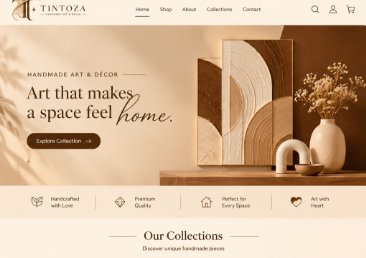 TINTOZA
HANDMADE ART & DÉCOR
Home Shop About Collections Contact
HANDMADE ART & DÉCOR
Art that makes
a space feel home.
Explore Collection →
Handcrafted
with Love
Premium
Quality
Perfect for
Every Space
Art with
Heart
Our Collections
Discover unique handmade pieces